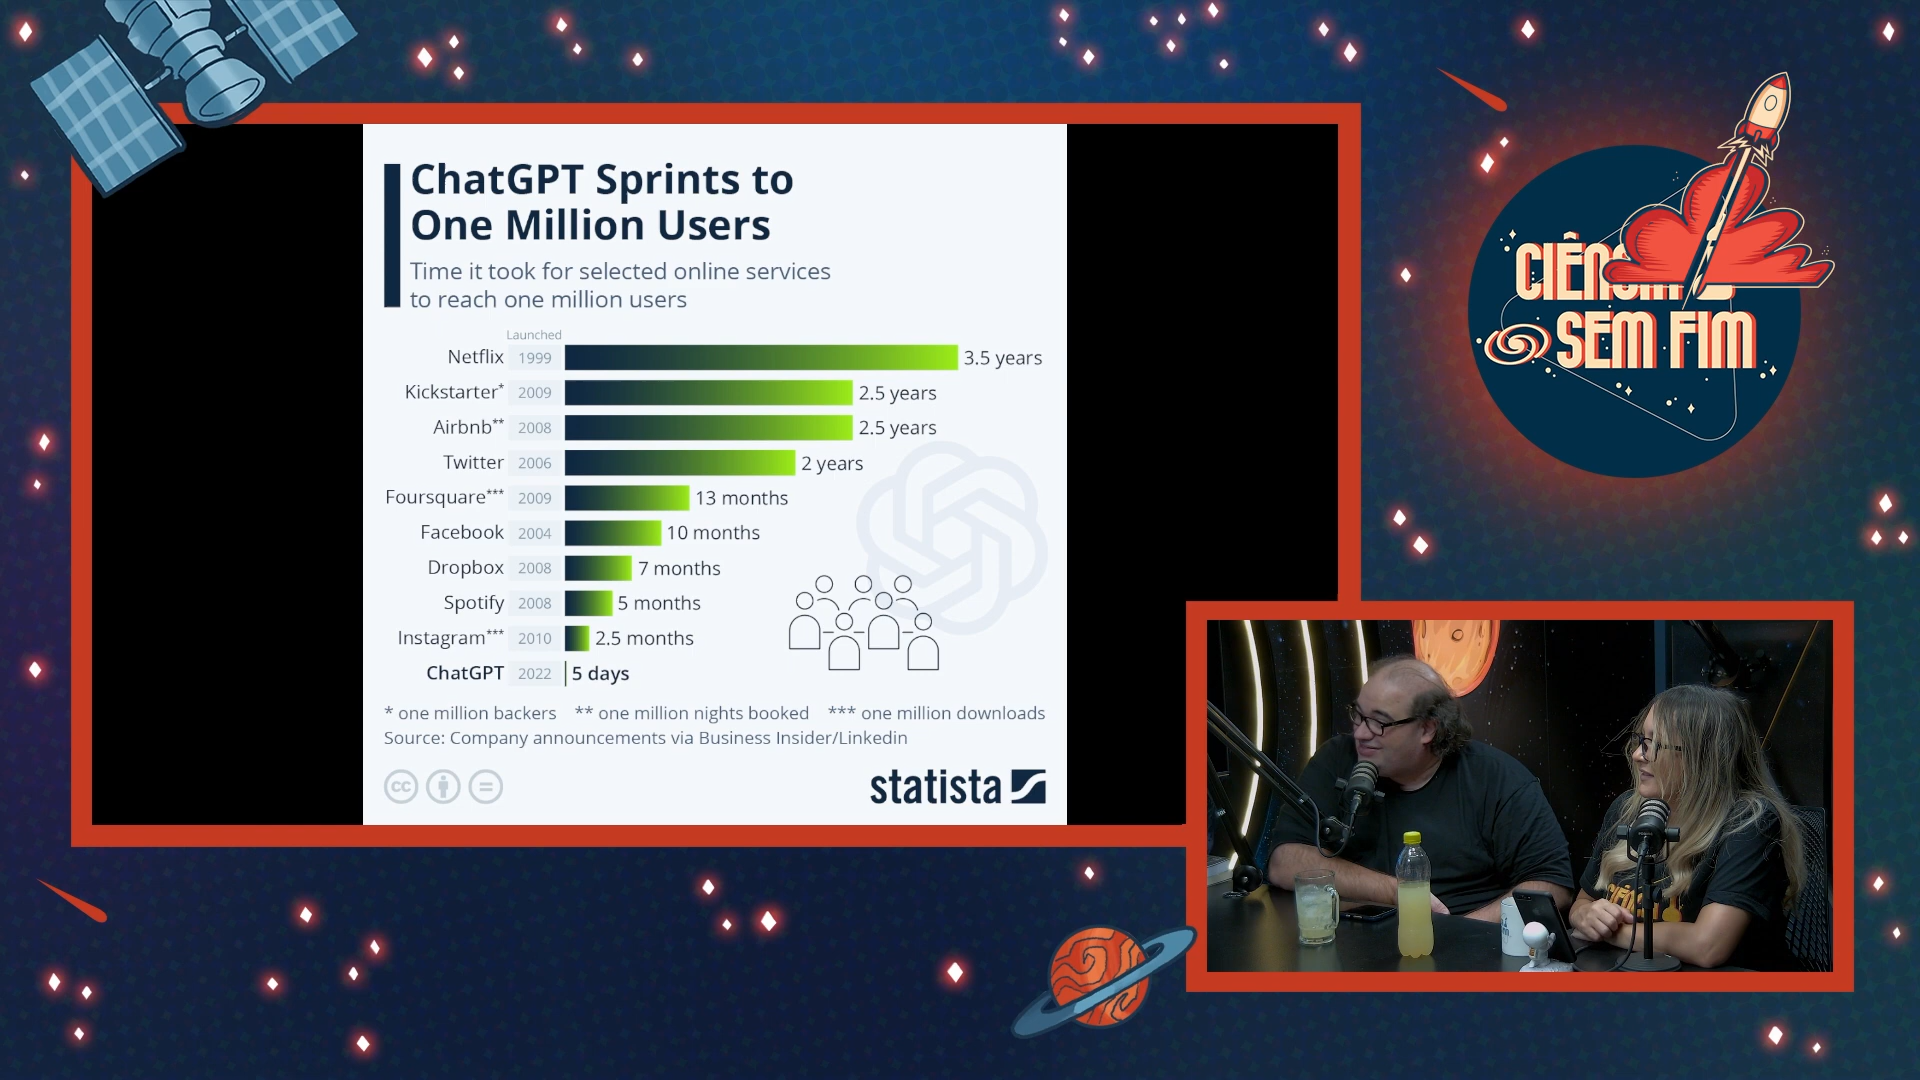 ChatGPT Sprints to
One Million Users
Time it took for selected online services
to reach one million users
Launched
Netflix 1999 3.5 years
Kickstarter* 2009 2.5 years
Airbnb** 2008 2.5 years
Twitter 2006 2 years
Foursquare*** 2009 13 months
Facebook 2004 10 months
Dropbox 2008 7 months
Spotify 2008 5 months
Instagram*** 2010 2.5 months
ChatGPT 2022 5 days
* one million backers ** one million nights booked *** one million downloads
Source: Company announcements via Business Insider/Linkedin
cc
statista
SEM FIM